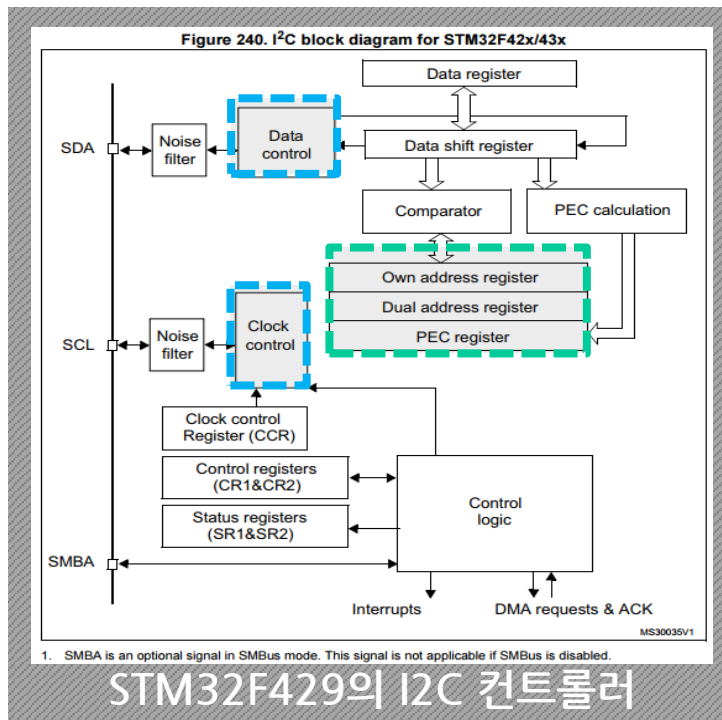 Figure 240. I²C block diagram for STM32F42x/43x
Data register
SDA
Noise
filter
Data
control
Data shift register
Comparator
PEC calculation
Own address register
Dual address register
PEC register
SCL
Noise
filter
Clock
control
Clock control
Register (CCR)
Control registers
(CR1&CR2)
Status registers
(SR1&SR2)
Control
logic
SMBA
Interrupts
DMA requests & ACK
MS30035V1
1. SMBA is an optional signal in SMBus mode. This signal is not applicable if SMBus is disabled.
STM32F429의 I2C 컨트롤러